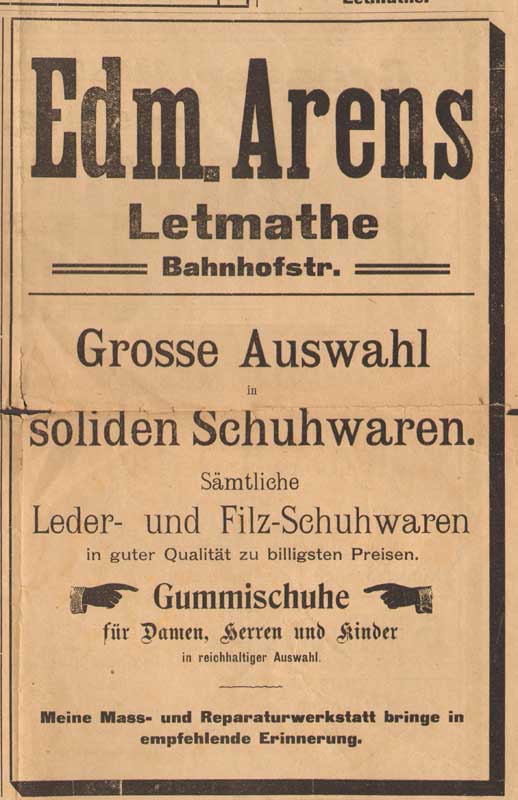 Letmathe.
Edm. Arens
Letmathe
Bahnhofstr.
Grosse Auswahl
in
soliden Schuhwaren.
Sämtliche
Leder- und Filz-Schuhwaren
in guter Qualität zu billigsten Preisen.
Gummischuhe
für Damen, Herren und Kinder
in reichhaltiger Auswahl.
Meine Mass- und Reparaturwerkstatt bringe in
empfehlende Erinnerung.